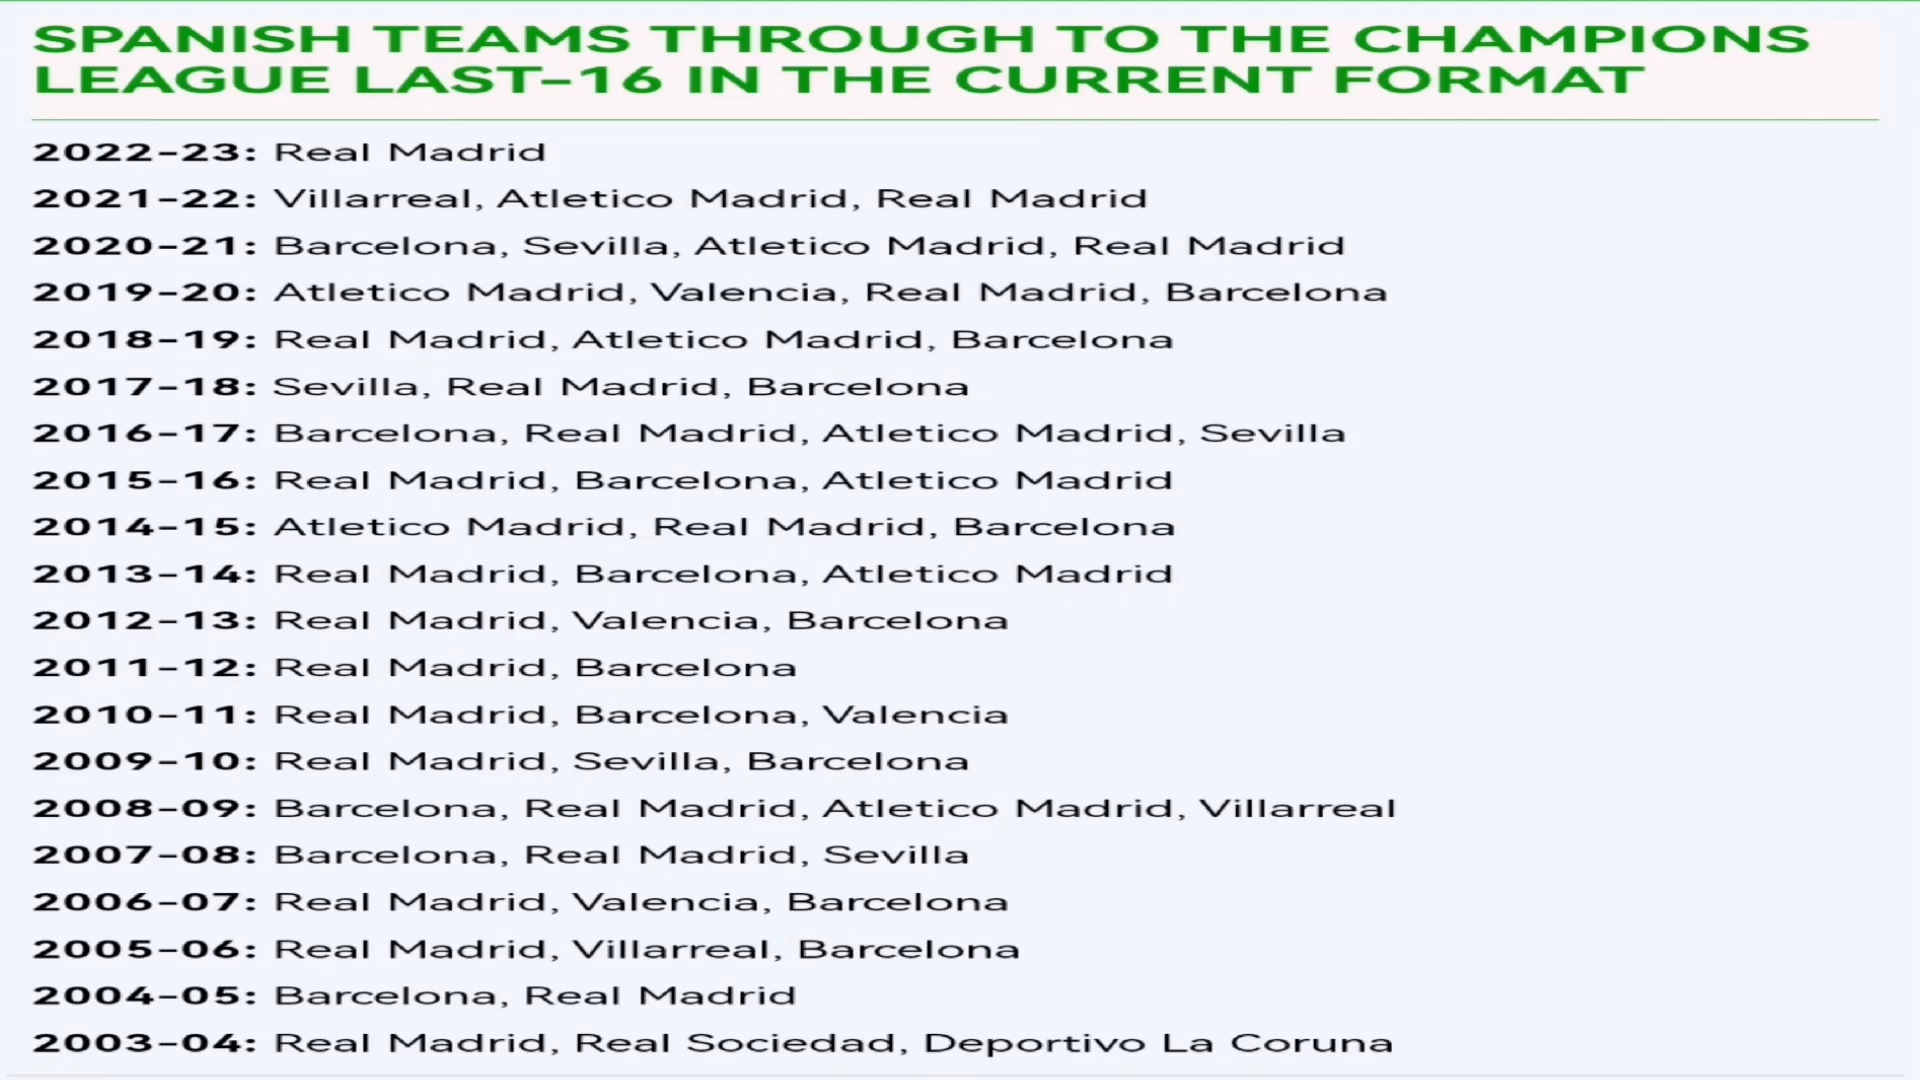 SPANISH TEAMS THROUGH TO THE CHAMPIONS
LEAGUE LAST-16 IN THE CURRENT FORMAT
2022-23: Real Madrid
2021-22: Villarreal, Atletico Madrid, Real Madrid
2020-21: Barcelona, Sevilla, Atletico Madrid, Real Madrid
2019-20: Atletico Madrid, Valencia, Real Madrid, Barcelona
2018-19: Real Madrid, Atletico Madrid, Barcelona
2017-18: Sevilla, Real Madrid, Barcelona
2016-17: Barcelona, Real Madrid, Atletico Madrid, Sevilla
2015-16: Real Madrid, Barcelona, Atletico Madrid
2014-15: Atletico Madrid, Real Madrid, Barcelona
2013-14: Real Madrid, Barcelona, Atletico Madrid
2012-13: Real Madrid, Valencia, Barcelona
2011-12: Real Madrid, Barcelona
2010-11: Real Madrid, Barcelona, Valencia
2009-10: Real Madrid, Sevilla, Barcelona
2008-09: Barcelona, Real Madrid, Atletico Madrid, Villarreal
2007-08: Barcelona, Real Madrid, Sevilla
2006-07: Real Madrid, Valencia, Barcelona
2005-06: Real Madrid, Villarreal, Barcelona
2004-05: Barcelona, Real Madrid
2003-04: Real Madrid, Real Sociedad, Deportivo La Coruna